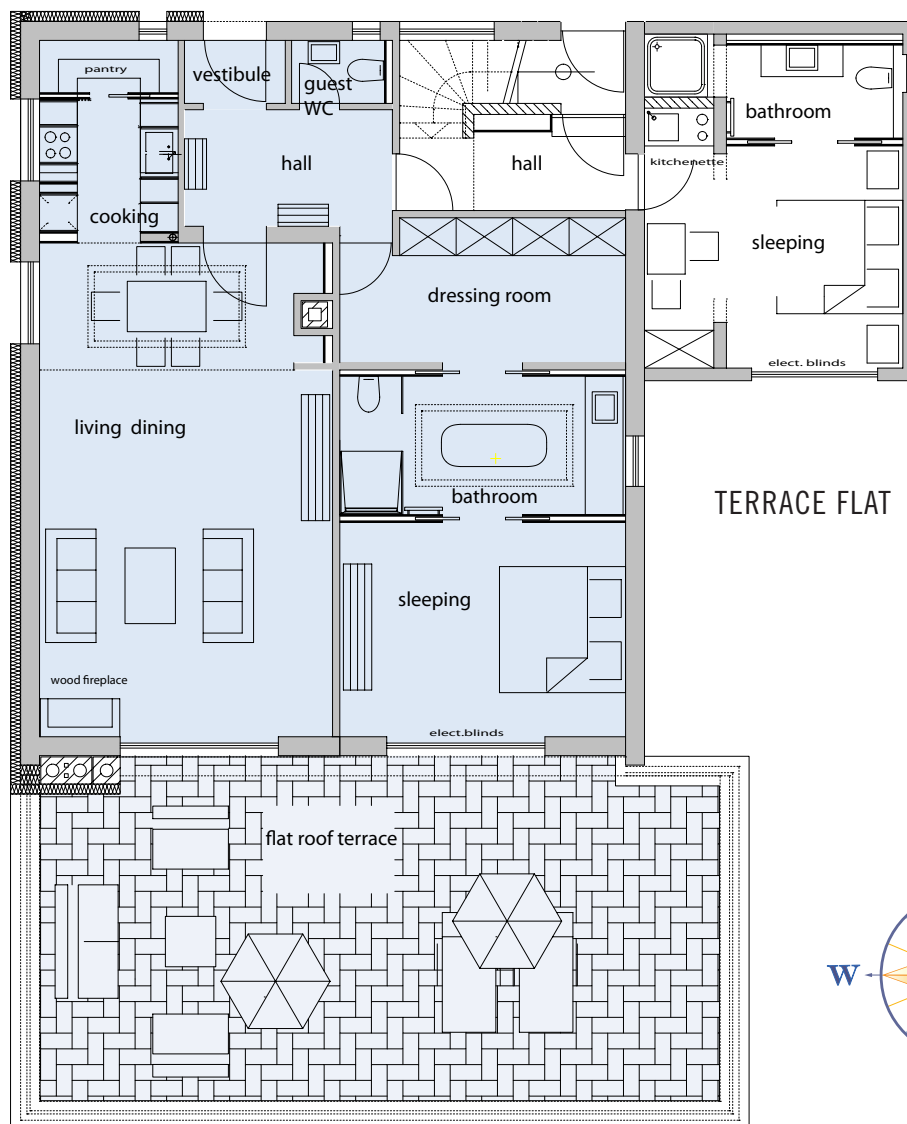 pantry
vestibule
guest
WC
bathroom
hall
hall
kitchenette
cooking
sleeping
dressing room
elect. blinds
living dining
bathroom
TERRACE FLAT
sleeping
wood fireplace
elect.blinds
flat roof terrace
W